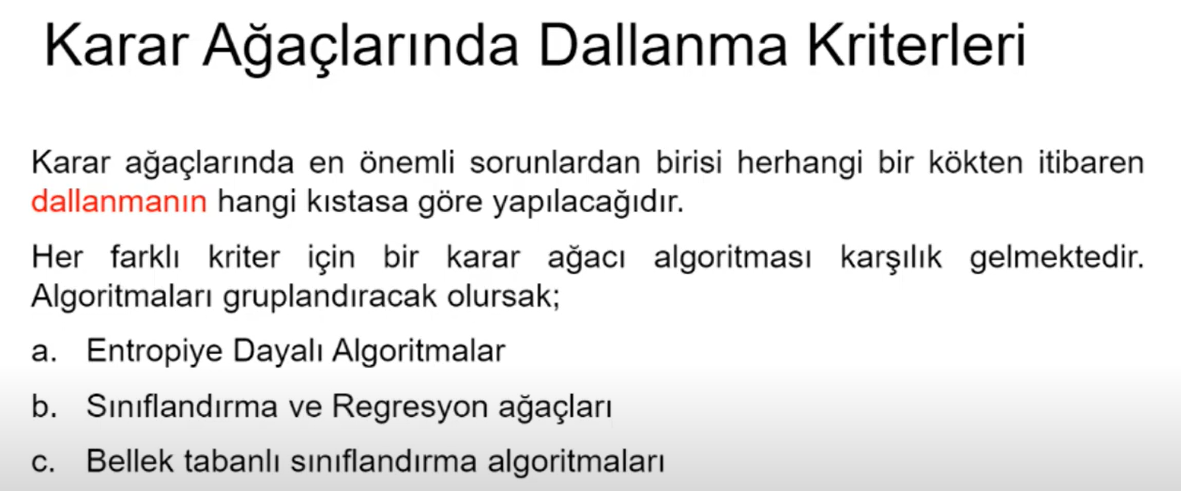 Karar Ağaçlarında Dallanma Kriterleri
Karar ağaçlarında en önemli sorunlardan birisi herhangi bir kökten itibaren
dallanmanın hangi kıstasa göre yapılacağıdır.
Her farklı kriter için bir karar ağacı algoritması karşılık gelmektedir.
Algoritmaları gruplandıracak olursak;
a. Entropiye Dayalı Algoritmalar
b. Sınıflandırma ve Regresyon ağaçları
c. Bellek tabanlı sınıflandırma algoritmaları